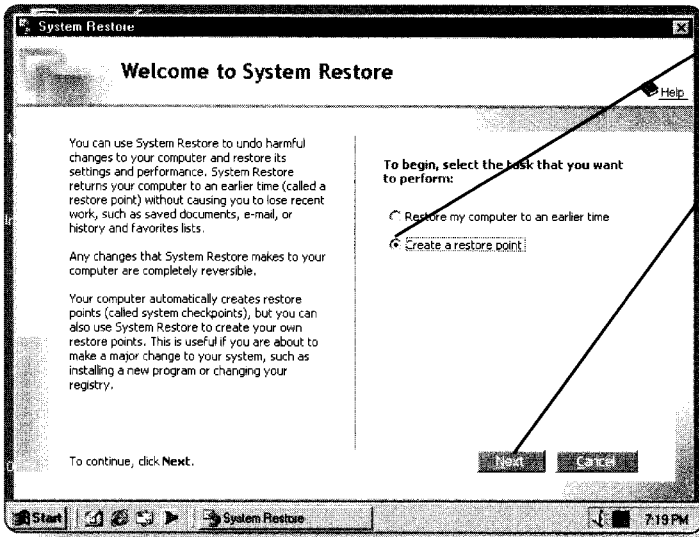 System Restore
Welcome to System Restore
Help
You can use System Restore to undo harmful
changes to your computer and restore its
settings and performance. System Restore
returns your computer to an earlier time (called a
restore point) without causing you to lose recent
work, such as saved documents, e-mail, or
history and favorites lists.
Any changes that System Restore makes to your
computer are completely reversible.
Your computer automatically creates restore
points (called system checkpoints), but you can
also use System Restore to create your own
restore points. This is useful if you are about to
make a major change to your system, such as
installing a new program or changing your
registry.
To continue, click Next.
To begin, select the task that you want
to perform:
Restore my computer to an earlier time
Create a restore point
Next
Cancel
Start
System Restore
7:19 PM